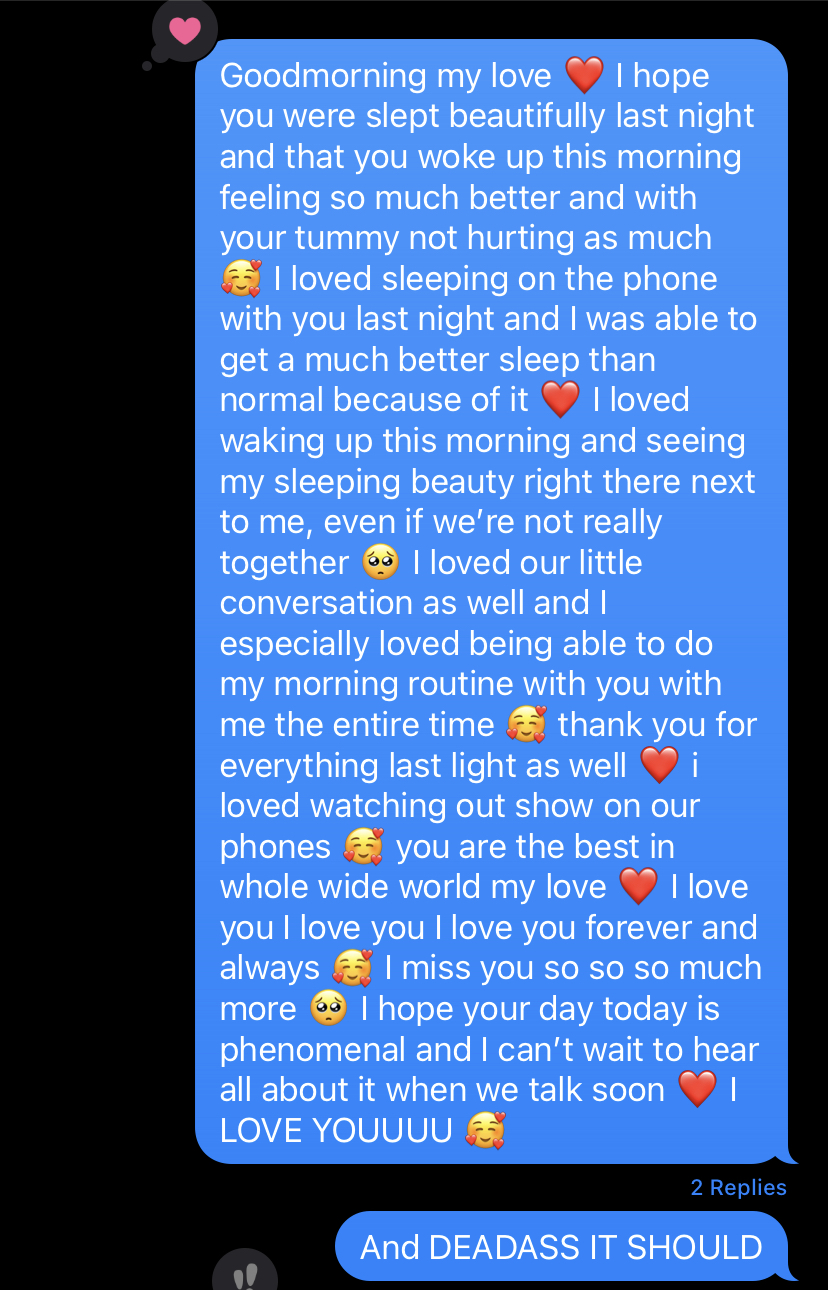 Goodmorning my love ❤️ I hope
you were slept beautifully last night
and that you woke up this morning
feeling so much better and with
your tummy not hurting as much
🥰 I loved sleeping on the phone
with you last night and I was able to
get a much better sleep than
normal because of it ❤️ I loved
waking up this morning and seeing
my sleeping beauty right there next
to me, even if we’re not really
together 🥺 I loved our little
conversation as well and I
especially loved being able to do
my morning routine with you with
me the entire time 🥰 thank you for
everything last light as well ❤️ i
loved watching out show on our
phones 🥰 you are the best in
whole wide world my love ❤️ I love
you I love you I love you forever and
always 🥰 I miss you so so so much
more 🥺 I hope your day today is
phenomenal and I can’t wait to hear
all about it when we talk soon ❤️ I
LOVE YOUUUU 🥰
2 Replies
And DEADASS IT SHOULD